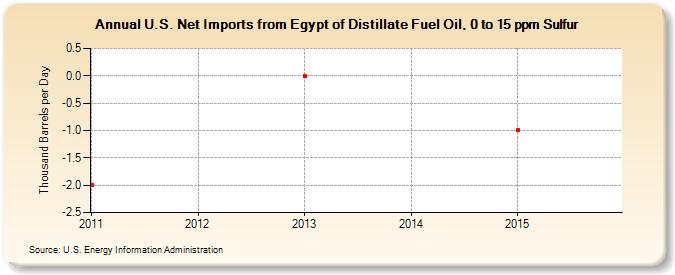 Annual U.S. Net Imports from Egypt of Distillate Fuel Oil, 0 to 15 ppm Sulfur
Thousand Barrels per Day
0.5
0.0
-0.5
-1.0
-1.5
-2.0
-2.5
2011 2012 2013 2014 2015
Source: U.S. Energy Information Administration